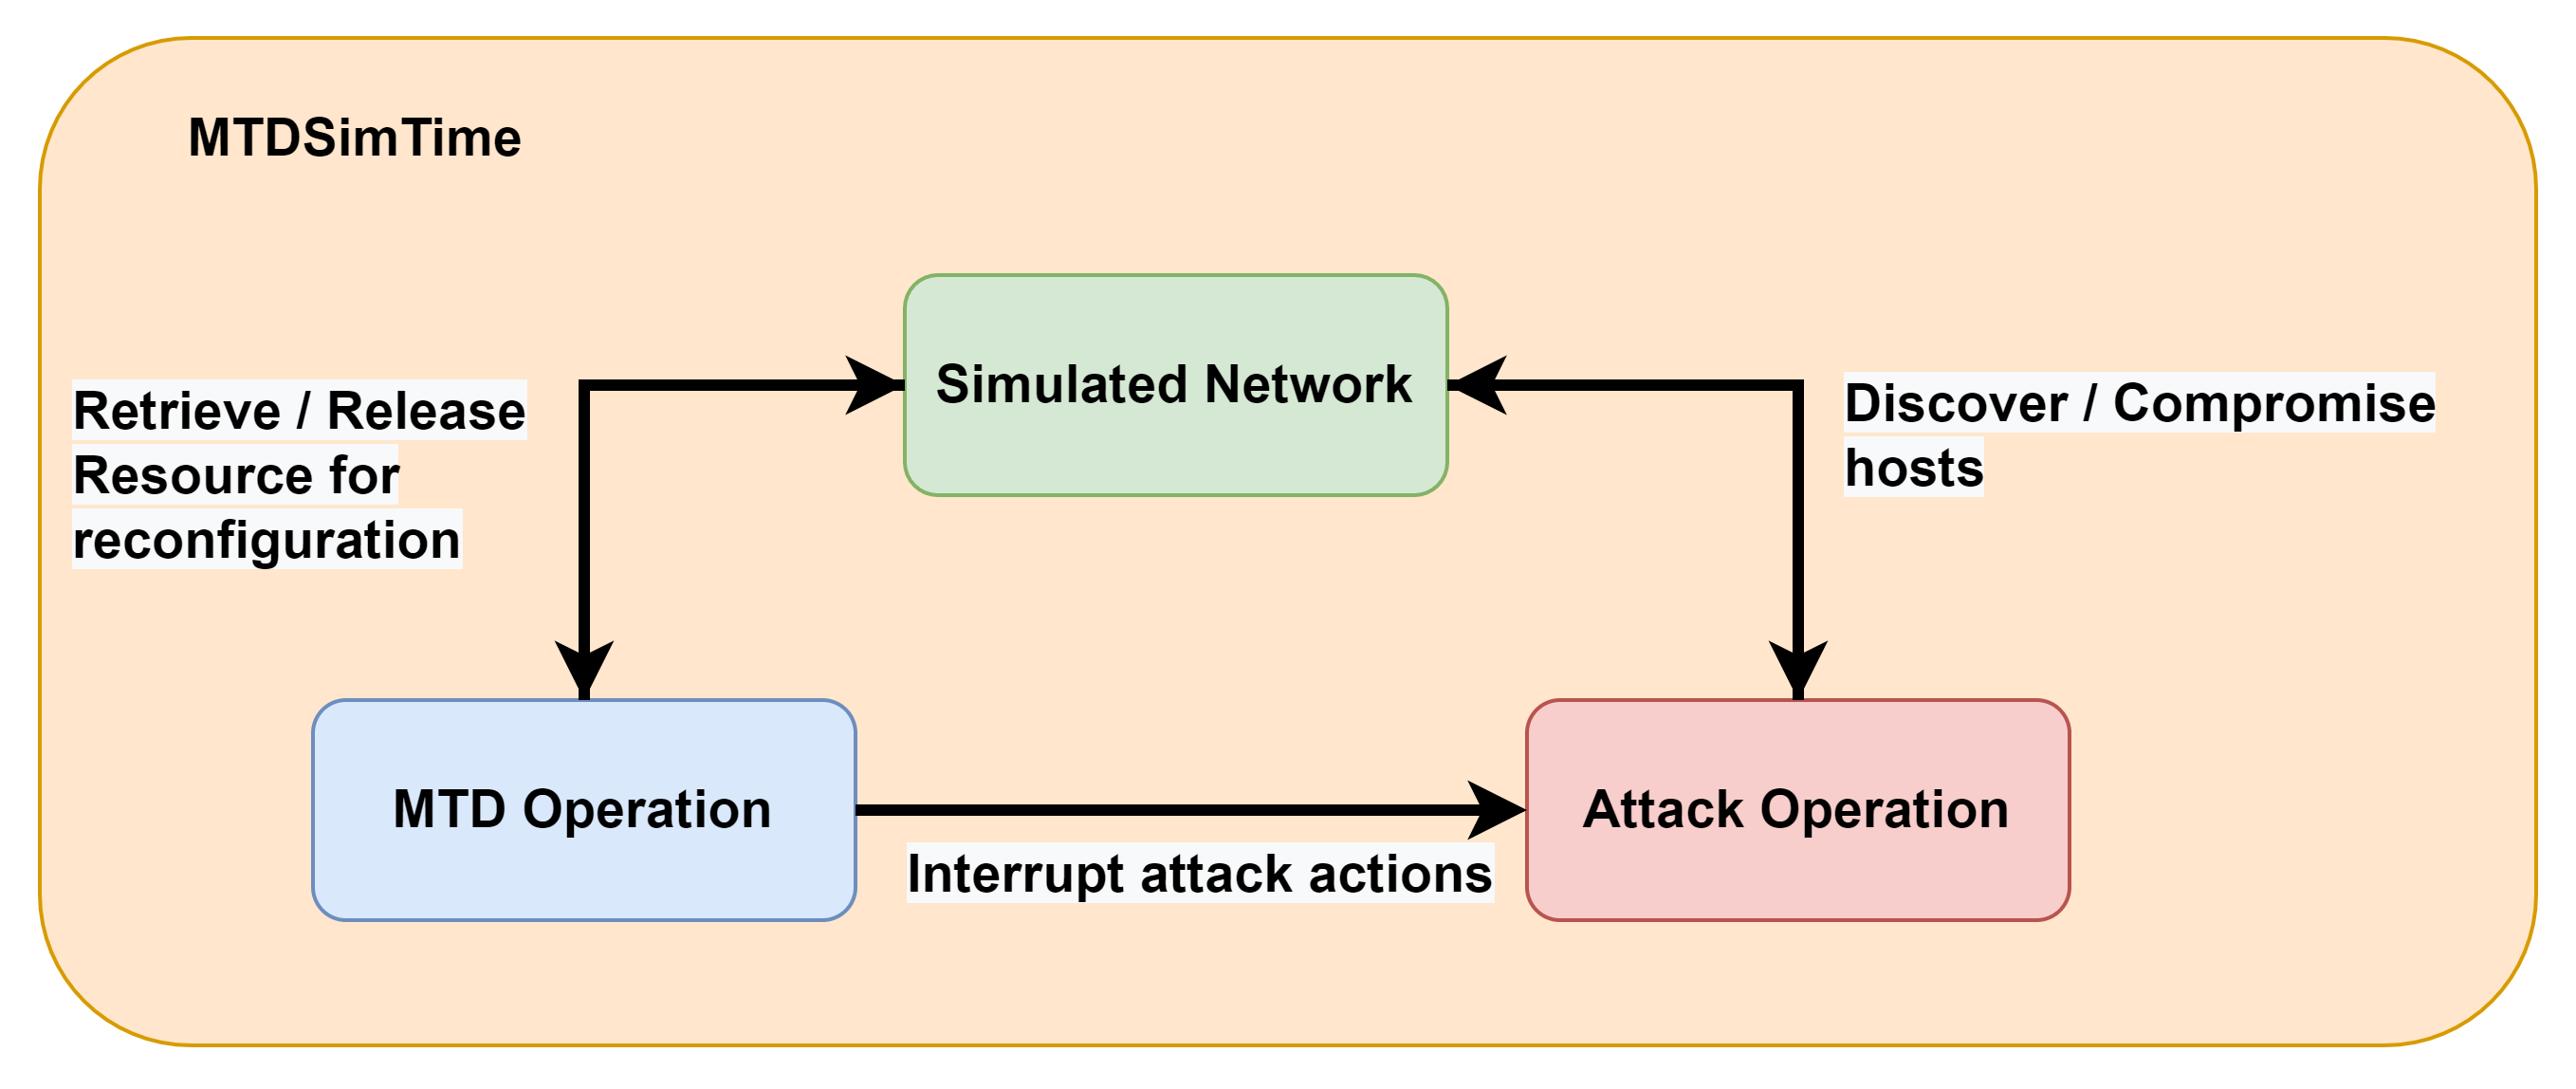 MTDSimTime
Simulated Network
Retrieve / Release
Resource for
reconfiguration
Discover / Compromise
hosts
MTD Operation
Attack Operation
Interrupt attack actions